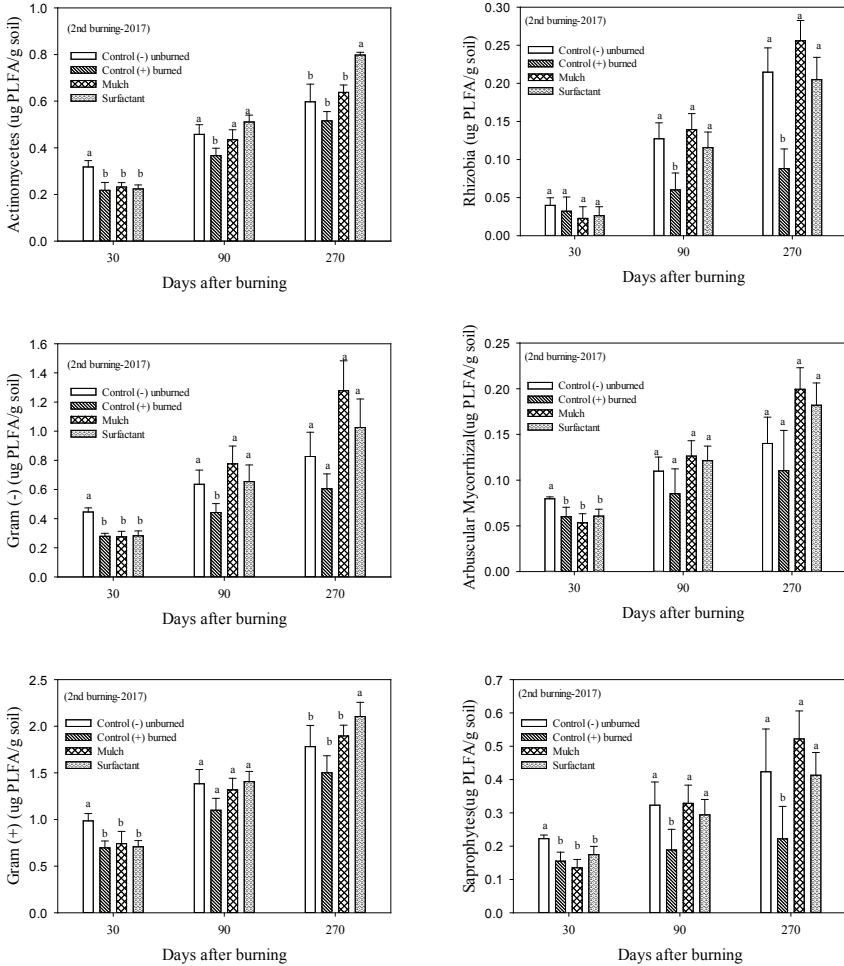 Actinomycetes (ug PLFA/g soil)
1.0
0.8
0.6
0.4
0.2
0.0
(2nd burning-2017)
Control (-) unburned
Control (+) burned
Mulch
Surfactant
a b b b
a b a a
b b b a
30 90 270
Days after burning
Rhizobia (ug PLFA/g soil)
0.30
0.25
0.20
0.15
0.10
0.05
0.00
(2nd burning-2017)
Control (-) unburned
Control (+) burned
Mulch
Surfactant
a a a a
a b a a
a b a a
30 90 270
Days after burning
Gram (-) (ug PLFA/g soil)
1.6
1.4
1.2
1.0
0.8
0.6
0.4
0.2
0.0
(2nd burning-2017)
Control (-) unburned
Control (+) burned
Mulch
Surfactant
a b b b
a b a a
a b a a
30 90 270
Days after burning
Arbuscular Mycorrhizal(ug PLFA/g soil)
0.25
0.20
0.15
0.10
0.05
0.00
(2nd burning-2017)
Control (-) unburned
Control (+) burned
Mulch
Surfactant
a b b b
a a a a
a a a a
30 90 270
Days after burning
Gram (+) (ug PLFA/g soil)
2.5
2.0
1.5
1.0
0.5
0.0
(2nd burning-2017)
Control (-) unburned
Control (+) burned
Mulch
Surfactant
a b b b
a a a a
b b b a
30 90 270
Days after burning
Saprophytes(ug PLFA/g soil)
0.7
0.6
0.5
0.4
0.3
0.2
0.1
0.0
(2nd burning-2017)
Control (-) unburned
Control (+) burned
Mulch
Surfactant
a b b b
a b a a
a b a a
30 90 270
Days after burning